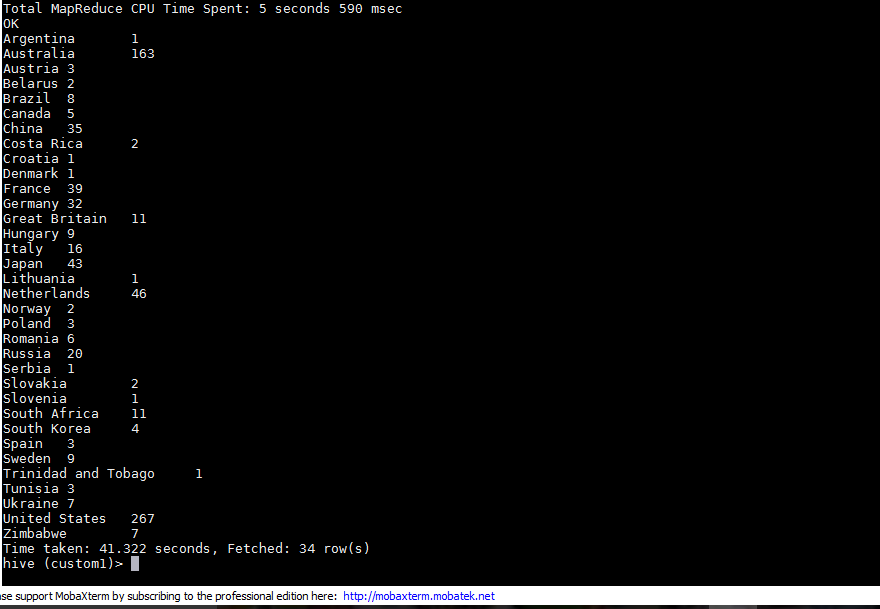 Total MapReduce CPU Time Spent: 5 seconds 590 msec
OK
Argentina 1
Australia 163
Austria 3
Belarus 2
Brazil 8
Canada 5
China 35
Costa Rica 2
Croatia 1
Denmark 1
France 39
Germany 32
Great Britain 11
Hungary 9
Italy 16
Japan 43
Lithuania 1
Netherlands 46
Norway 2
Poland 3
Romania 6
Russia 20
Serbia 1
Slovakia 2
Slovenia 1
South Africa 11
South Korea 4
Spain 3
Sweden 9
Trinidad and Tobago 1
Tunisia 3
Ukraine 7
United States 267
Zimbabwe 7
Time taken: 41.322 seconds, Fetched: 34 row(s)
hive (custom1)>
support MobaXterm by subscribing to the professional edition here: http://mobaxterm.mobatek.net